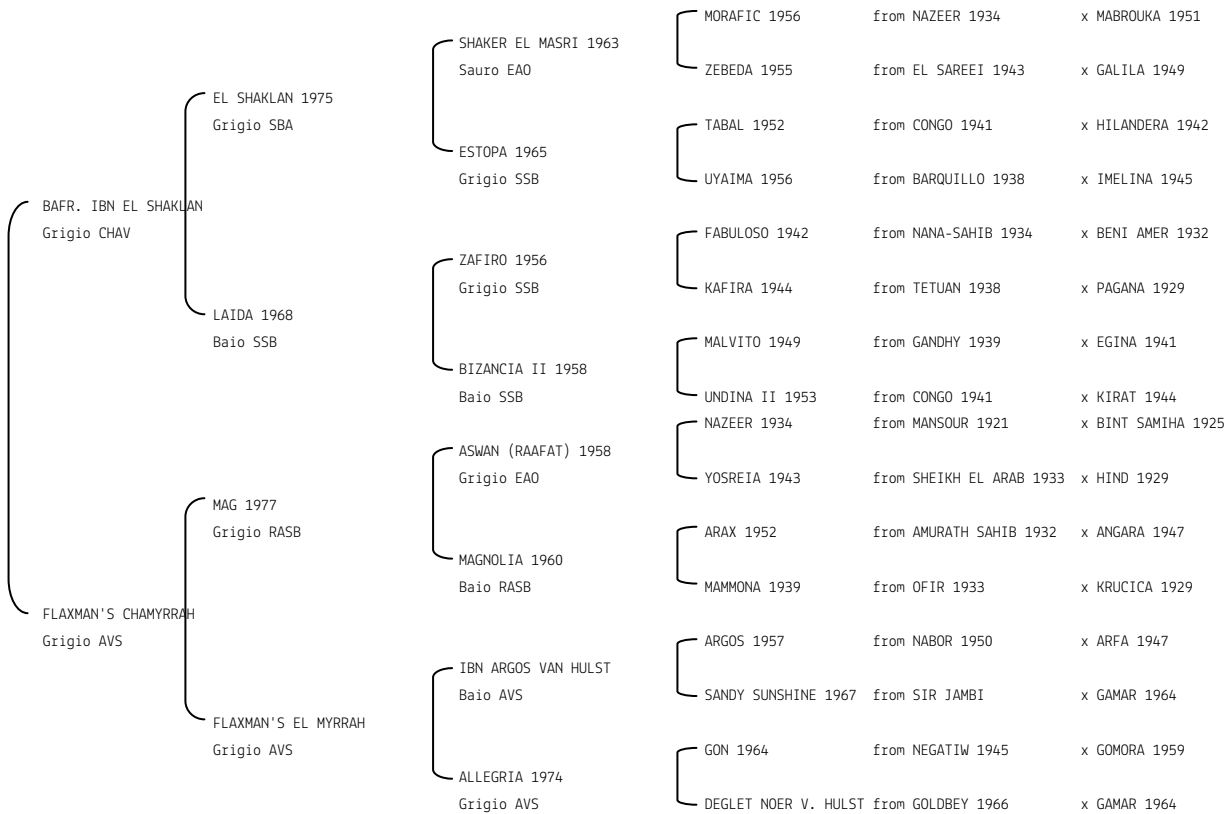 MORAFIC 1956 from NAZEER 1934 x MABROUKA 1951
SHAKER EL MASRI 1963
Sauro EAO
ZEBEDA 1955 from EL SAREEI 1943 x GALILA 1949
EL SHAKLAN 1975
Grigio SBA
TABAL 1952 from CONGO 1941 x HILANDERA 1942
ESTOPA 1965
Grigio SSB
UYAIMA 1956 from BARQUILLO 1938 x IMELINA 1945
BAFR. IBN EL SHAKLAN
Grigio CHAV
FABULOSO 1942 from NANA-SAHIB 1934 x BENI AMER 1932
ZAFIRO 1956
Grigio SSB
KAFIRA 1944 from TETUAN 1938 x PAGANA 1929
LAIDA 1968
Baio SSB
MALVITO 1949 from GANDHY 1939 x EGINA 1941
BIZANCIA II 1958
Baio SSB
UNDINA II 1953 from CONGO 1941 x KIRAT 1944
NAZEER 1934 from MANSOUR 1921 x BINT SAMIHA 1925
ASWAN (RAAFAT) 1958
Grigio EAO
YOSREIA 1943 from SHEIKH EL ARAB 1933 x HIND 1929
MAG 1977
Grigio RASB
ARAX 1952 from AMURATH SAHIB 1932 x ANGARA 1947
MAGNOLIA 1960
Baio RASB
MAMMONA 1939 from OFIR 1933 x KRUCICA 1929
FLAXMAN'S CHAMYRRAH
Grigio AVS
ARGOS 1957 from NABOR 1950 x ARFA 1947
IBN ARGOS VAN HULST
Baio AVS
SANDY SUNSHINE 1967 from SIR JAMBI x GAMAR 1964
FLAXMAN'S EL MYRRAH
Grigio AVS
GON 1964 from NEGATIW 1945 x GOMORA 1959
ALLEGRIA 1974
Grigio AVS
DEGLET NOER V. HULST from GOLDBEY 1966 x GAMAR 1964